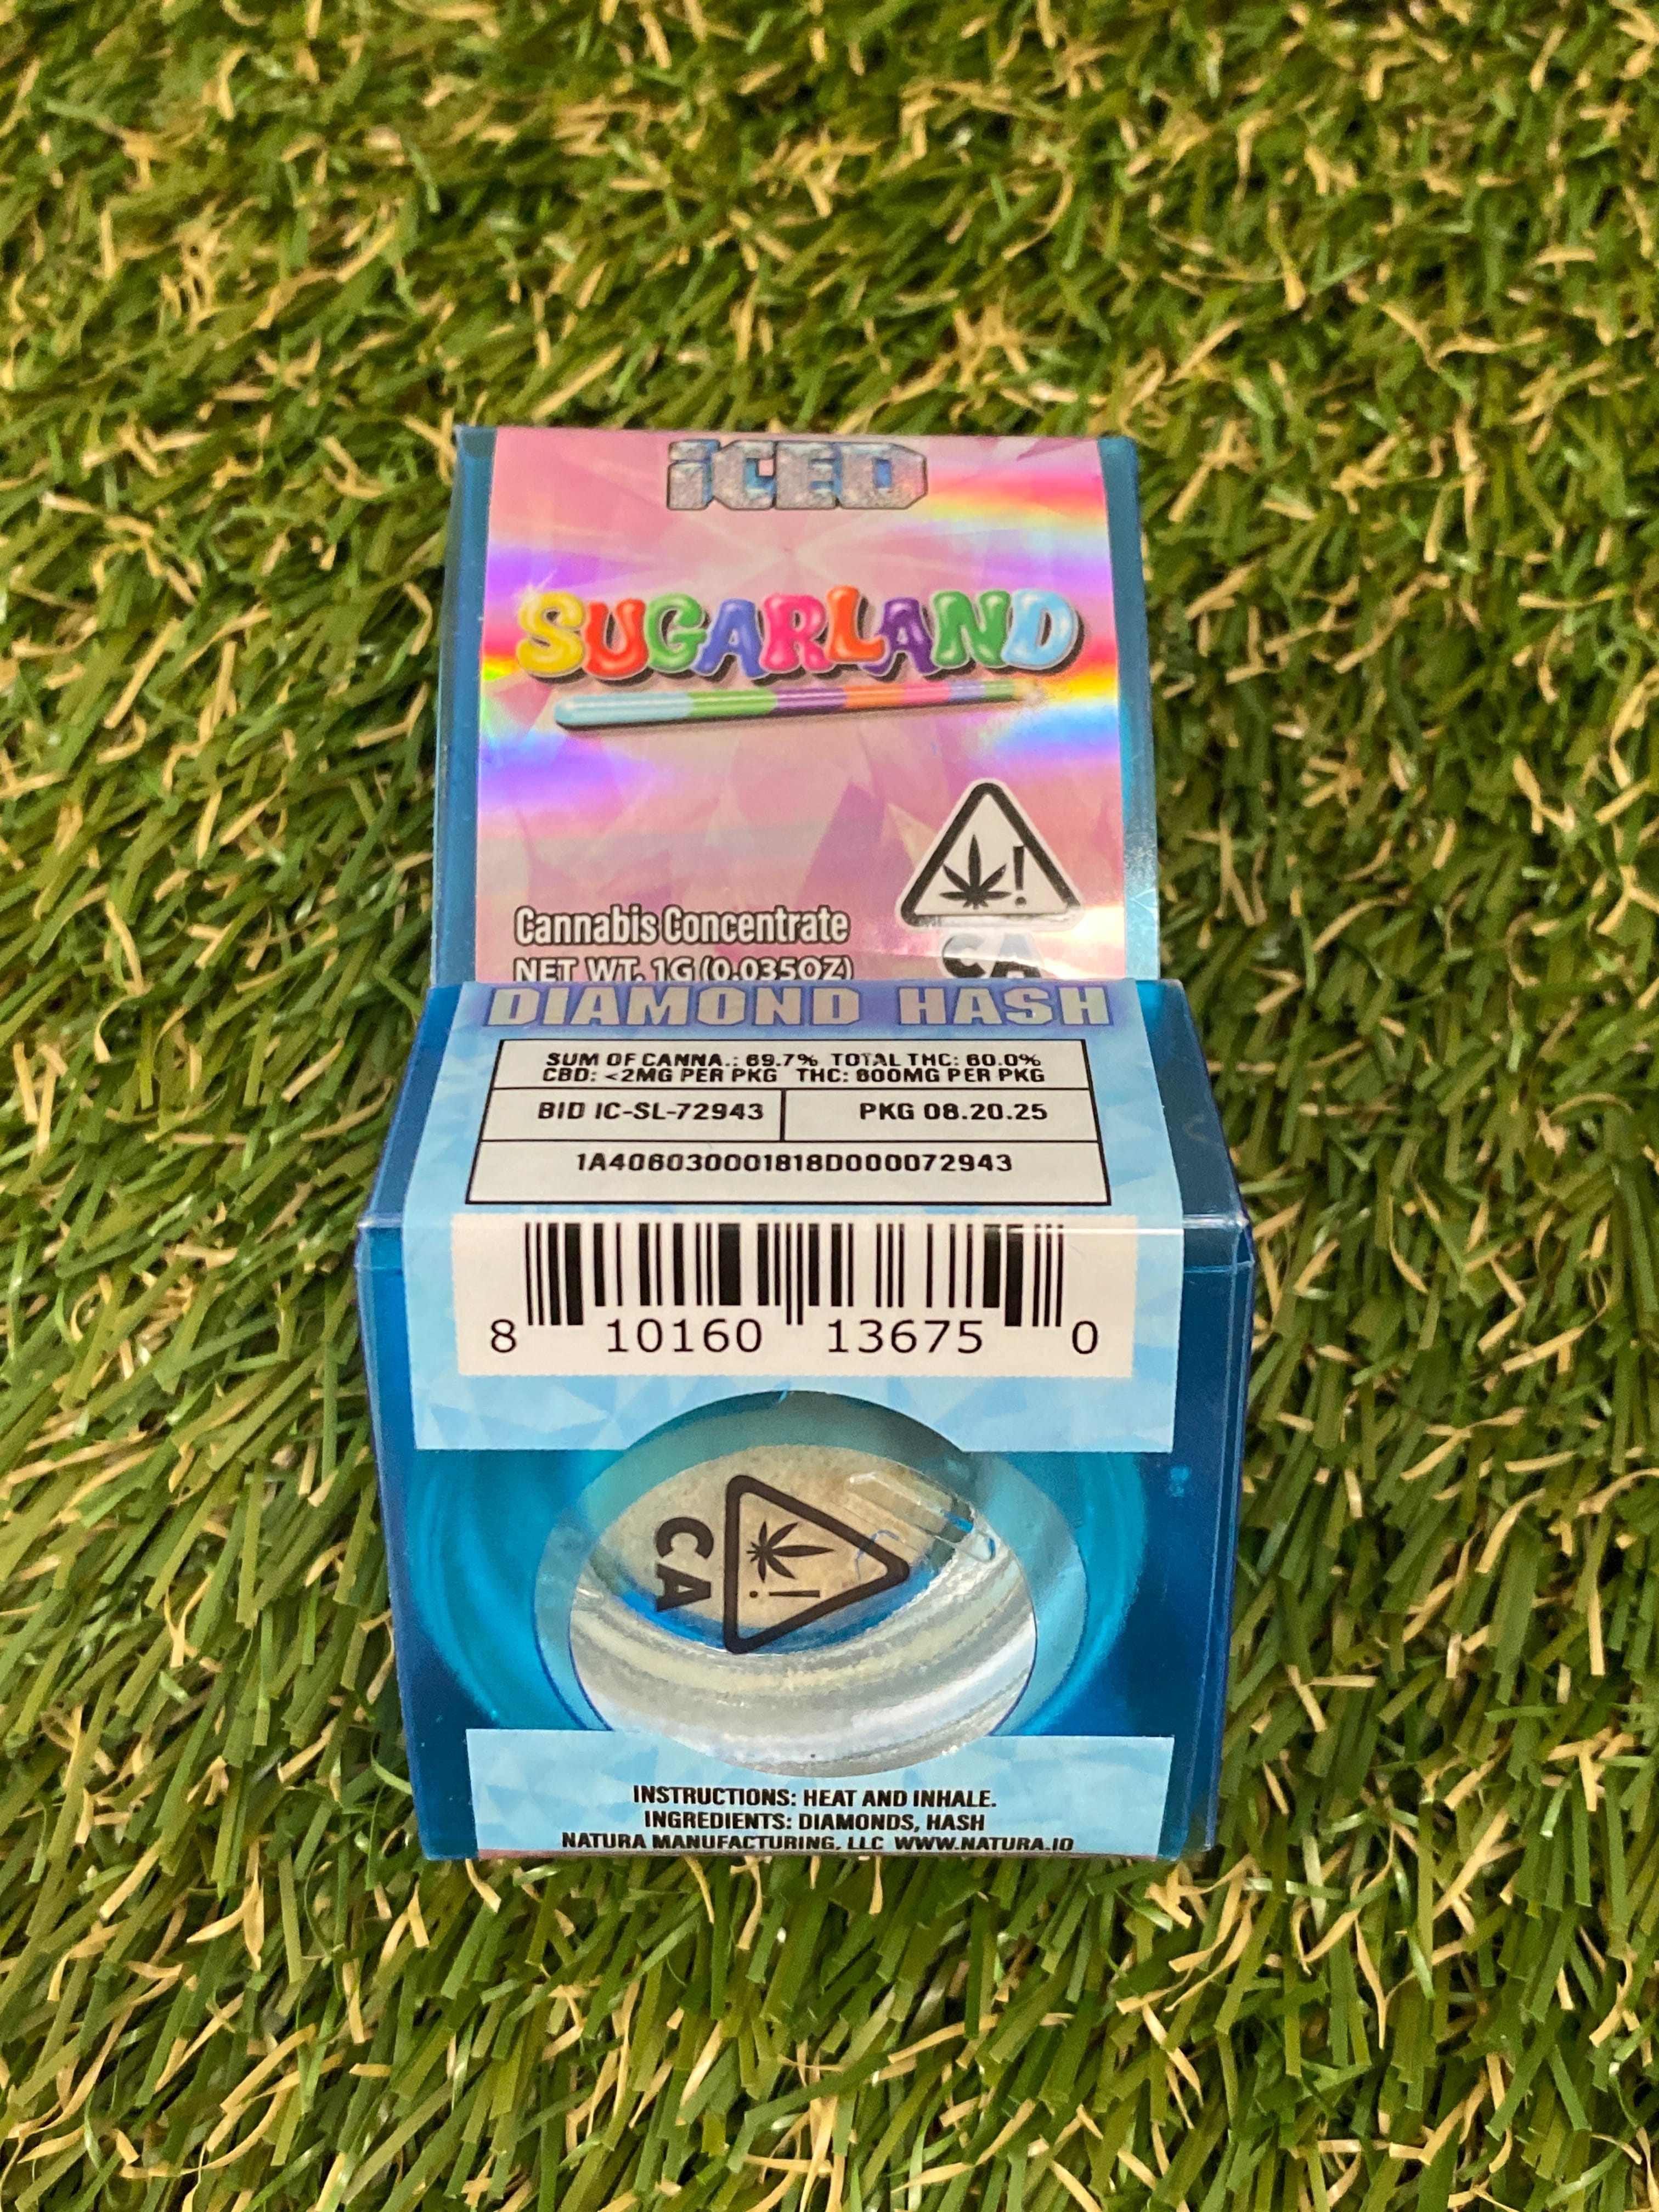 iCED
SUGARLAND
!
Cannabis Concentrate
CA
NET WT. 1G (0.035OZ)
DIAMOND HASH
SUM OF CANNA.: 69.7% TOTAL THC: 60.0%
CBD: <2MG PER PKG THC: 600MG PER PKG
BID IC-SL-72943 PKG 08.20.25
1A406030001818D000072943
8 10160 13675 0
!
CA
INSTRUCTIONS: HEAT AND INHALE.
INGREDIENTS: DIAMONDS, HASH
NATURA MANUFACTURING, LLC WWW.NATURA.IO